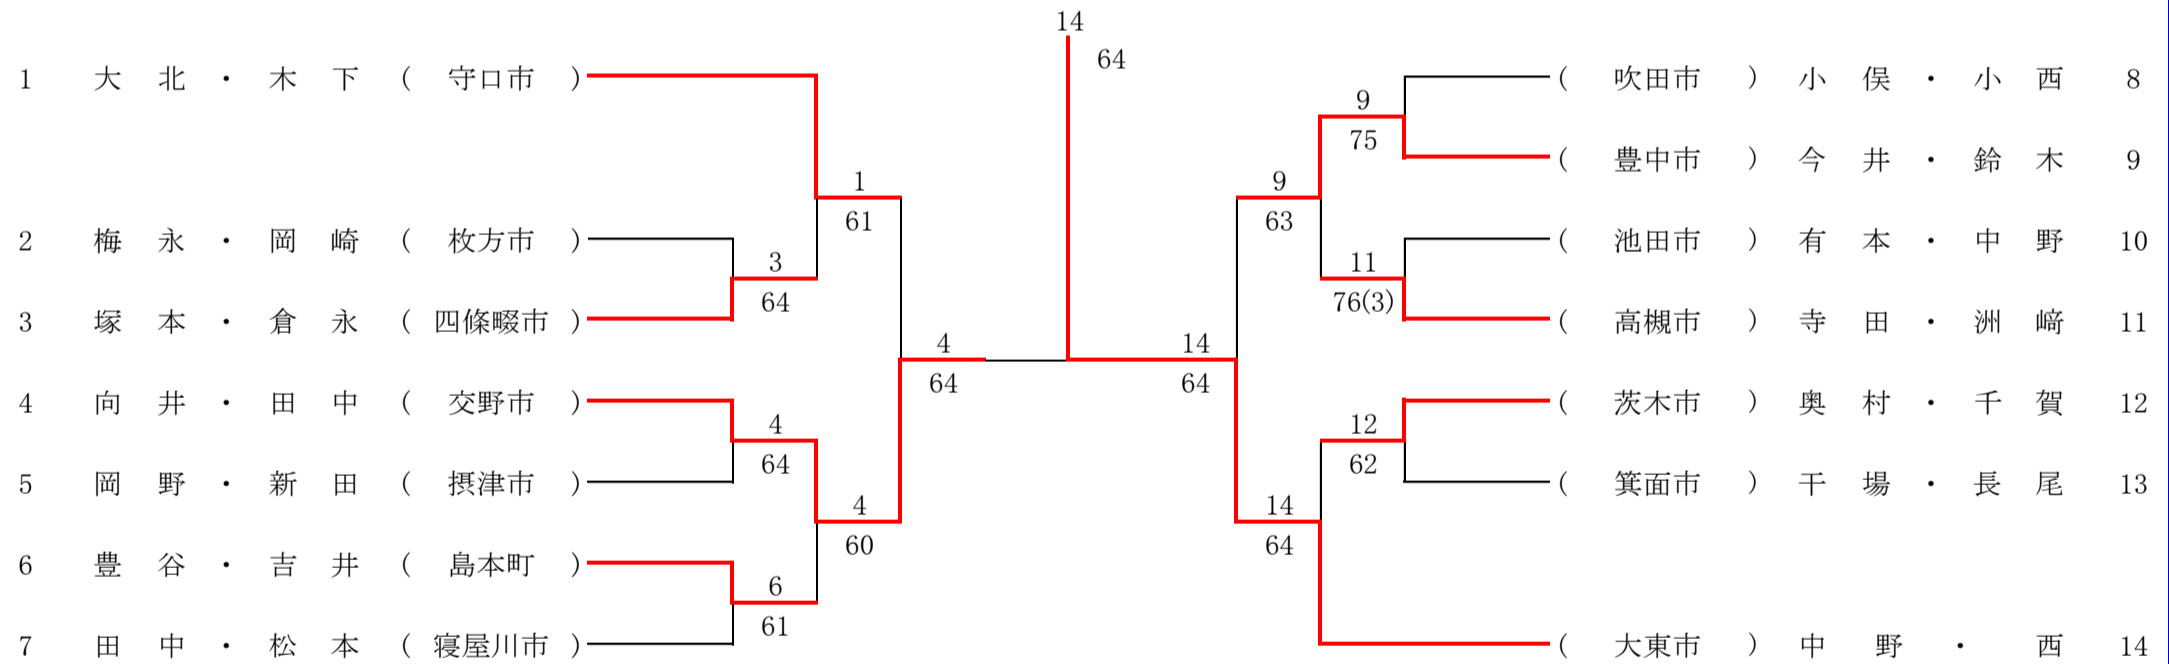 14
64
1 大 北 ・ 木 下 ( 守口市 )
( 吹田市 ) 小 俣 ・ 小 西 8
9
75
( 豊中市 ) 今 井 ・ 鈴 木 9
1
61
9
63
2 梅 永 ・ 岡 崎 ( 枚方市 )
( 池田市 ) 有 本 ・ 中 野 10
3
64
11
76(3)
3 塚 本 ・ 倉 永 ( 四條畷市 )
( 高槻市 ) 寺 田 ・ 洲 﨑 11
4
64
14
64
4 向 井 ・ 田 中 ( 交野市 )
( 茨木市 ) 奥 村 ・ 千 賀 12
4
64
12
62
5 岡 野 ・ 新 田 ( 摂津市 )
( 箕面市 ) 干 場 ・ 長 尾 13
4
60
14
64
6 豊 谷 ・ 吉 井 ( 島本町 )
6
61
7 田 中 ・ 松 本 ( 寝屋川市 )
( 大東市 ) 中 野 ・ 西 14